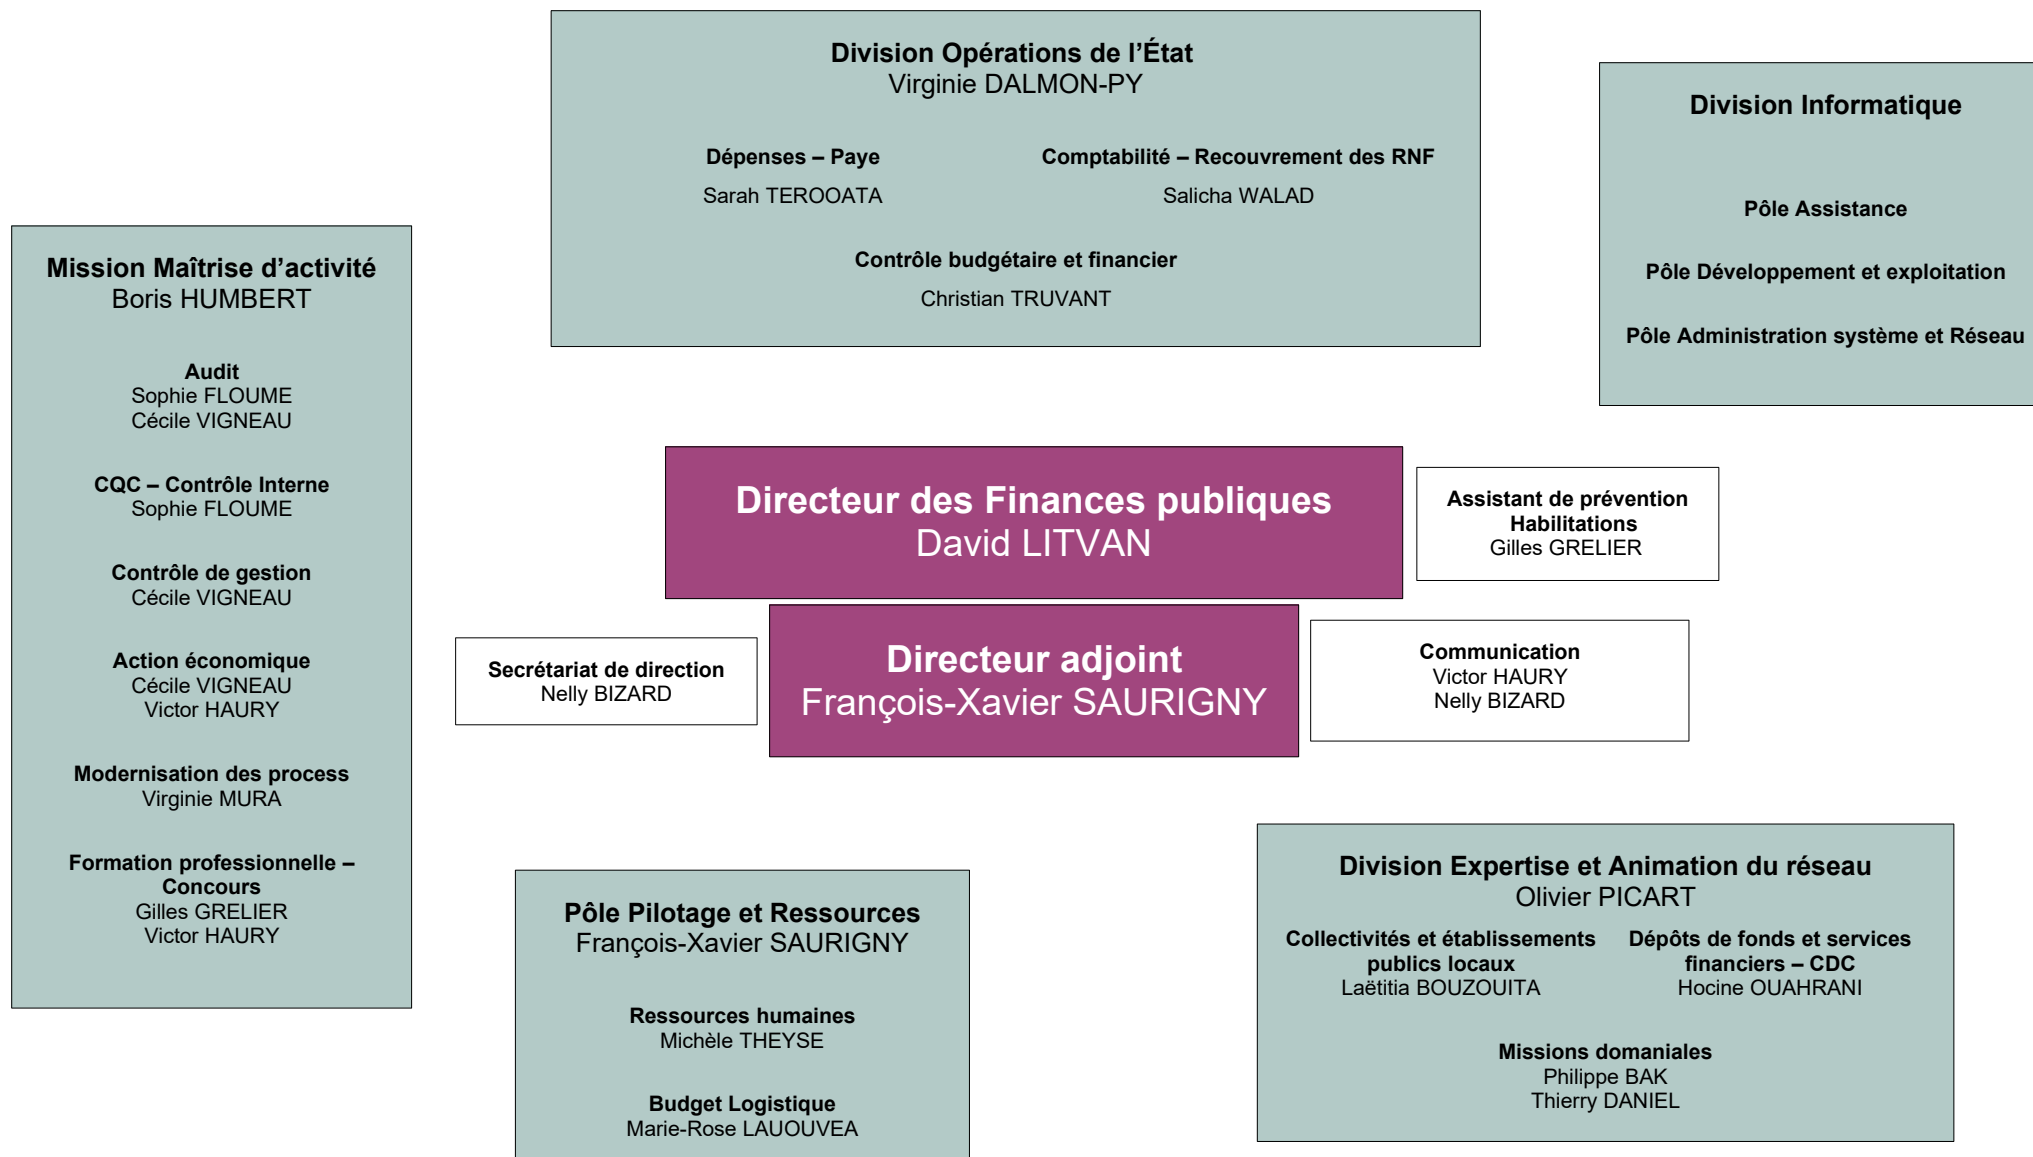 Division Opérations de l’État
Virginie DALMON-PY
Dépenses – Paye
Sarah TEROOATA
Comptabilité – Recouvrement des RNF
Salicha WALAD
Contrôle budgétaire et financier
Christian TRUVANT
Division Informatique
Pôle Assistance
Pôle Développement et exploitation
Pôle Administration système et Réseau
Mission Maîtrise d’activité
Boris HUMBERT
Audit
Sophie FLOUME
Cécile VIGNEAU
CQC – Contrôle Interne
Sophie FLOUME
Contrôle de gestion
Cécile VIGNEAU
Action économique
Cécile VIGNEAU
Victor HAURY
Modernisation des process
Virginie MURA
Formation professionnelle –
Concours
Gilles GRELIER
Victor HAURY
Directeur des Finances publiques
David LITVAN
Assistant de prévention
Habilitations
Gilles GRELIER
Secrétariat de direction
Nelly BIZARD
Directeur adjoint
François-Xavier SAURIGNY
Communication
Victor HAURY
Nelly BIZARD
Pôle Pilotage et Ressources
François-Xavier SAURIGNY
Ressources humaines
Michèle THEYSE
Budget Logistique
Marie-Rose LAUOUVEA
Division Expertise et Animation du réseau
Olivier PICART
Collectivités et établissements
publics locaux
Laëtitia BOUZOUITA
Dépôts de fonds et services
financiers – CDC
Hocine OUAHRANI
Missions domaniales
Philippe BAK
Thierry DANIEL